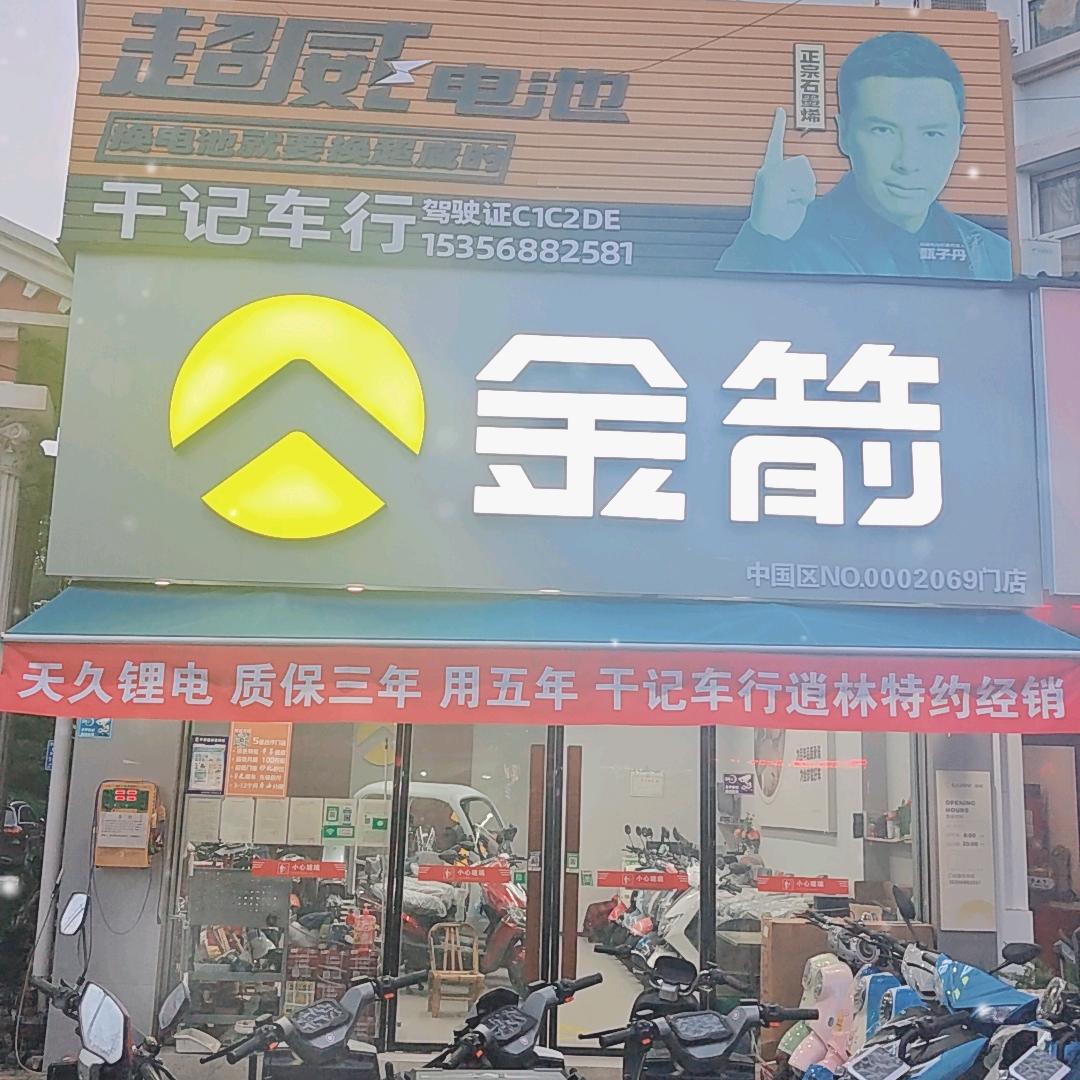 超威电池
正宗石墨烯
换电池就要换超威的
干记车行
驾驶证C1C2DE
15356882581
甄子丹
金箭
中国区NO.0002069门店
天久锂电 质保三年 用五年 干记车行逍林特约经销
OPENING
HOURS
小心玻璃
小心玻璃
小心玻璃
小心玻璃